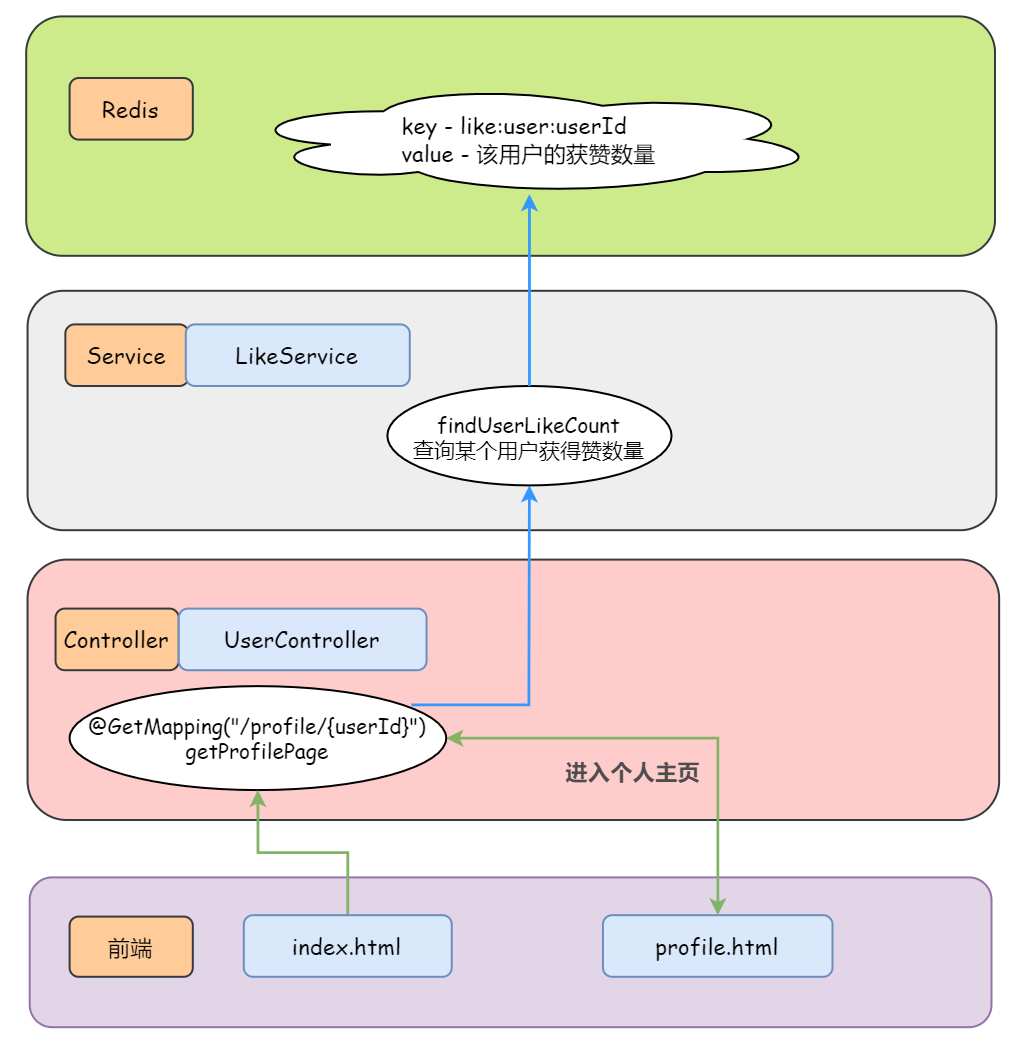 Redis
key - like:user:userId
value - 该用户的获赞数量
Service
LikeService
findUserLikeCount
查询某个用户获得赞数量
Controller
UserController
@GetMapping("/profile/{userId}")
getProfilePage
进入个人主页
前端
index.html
profile.html